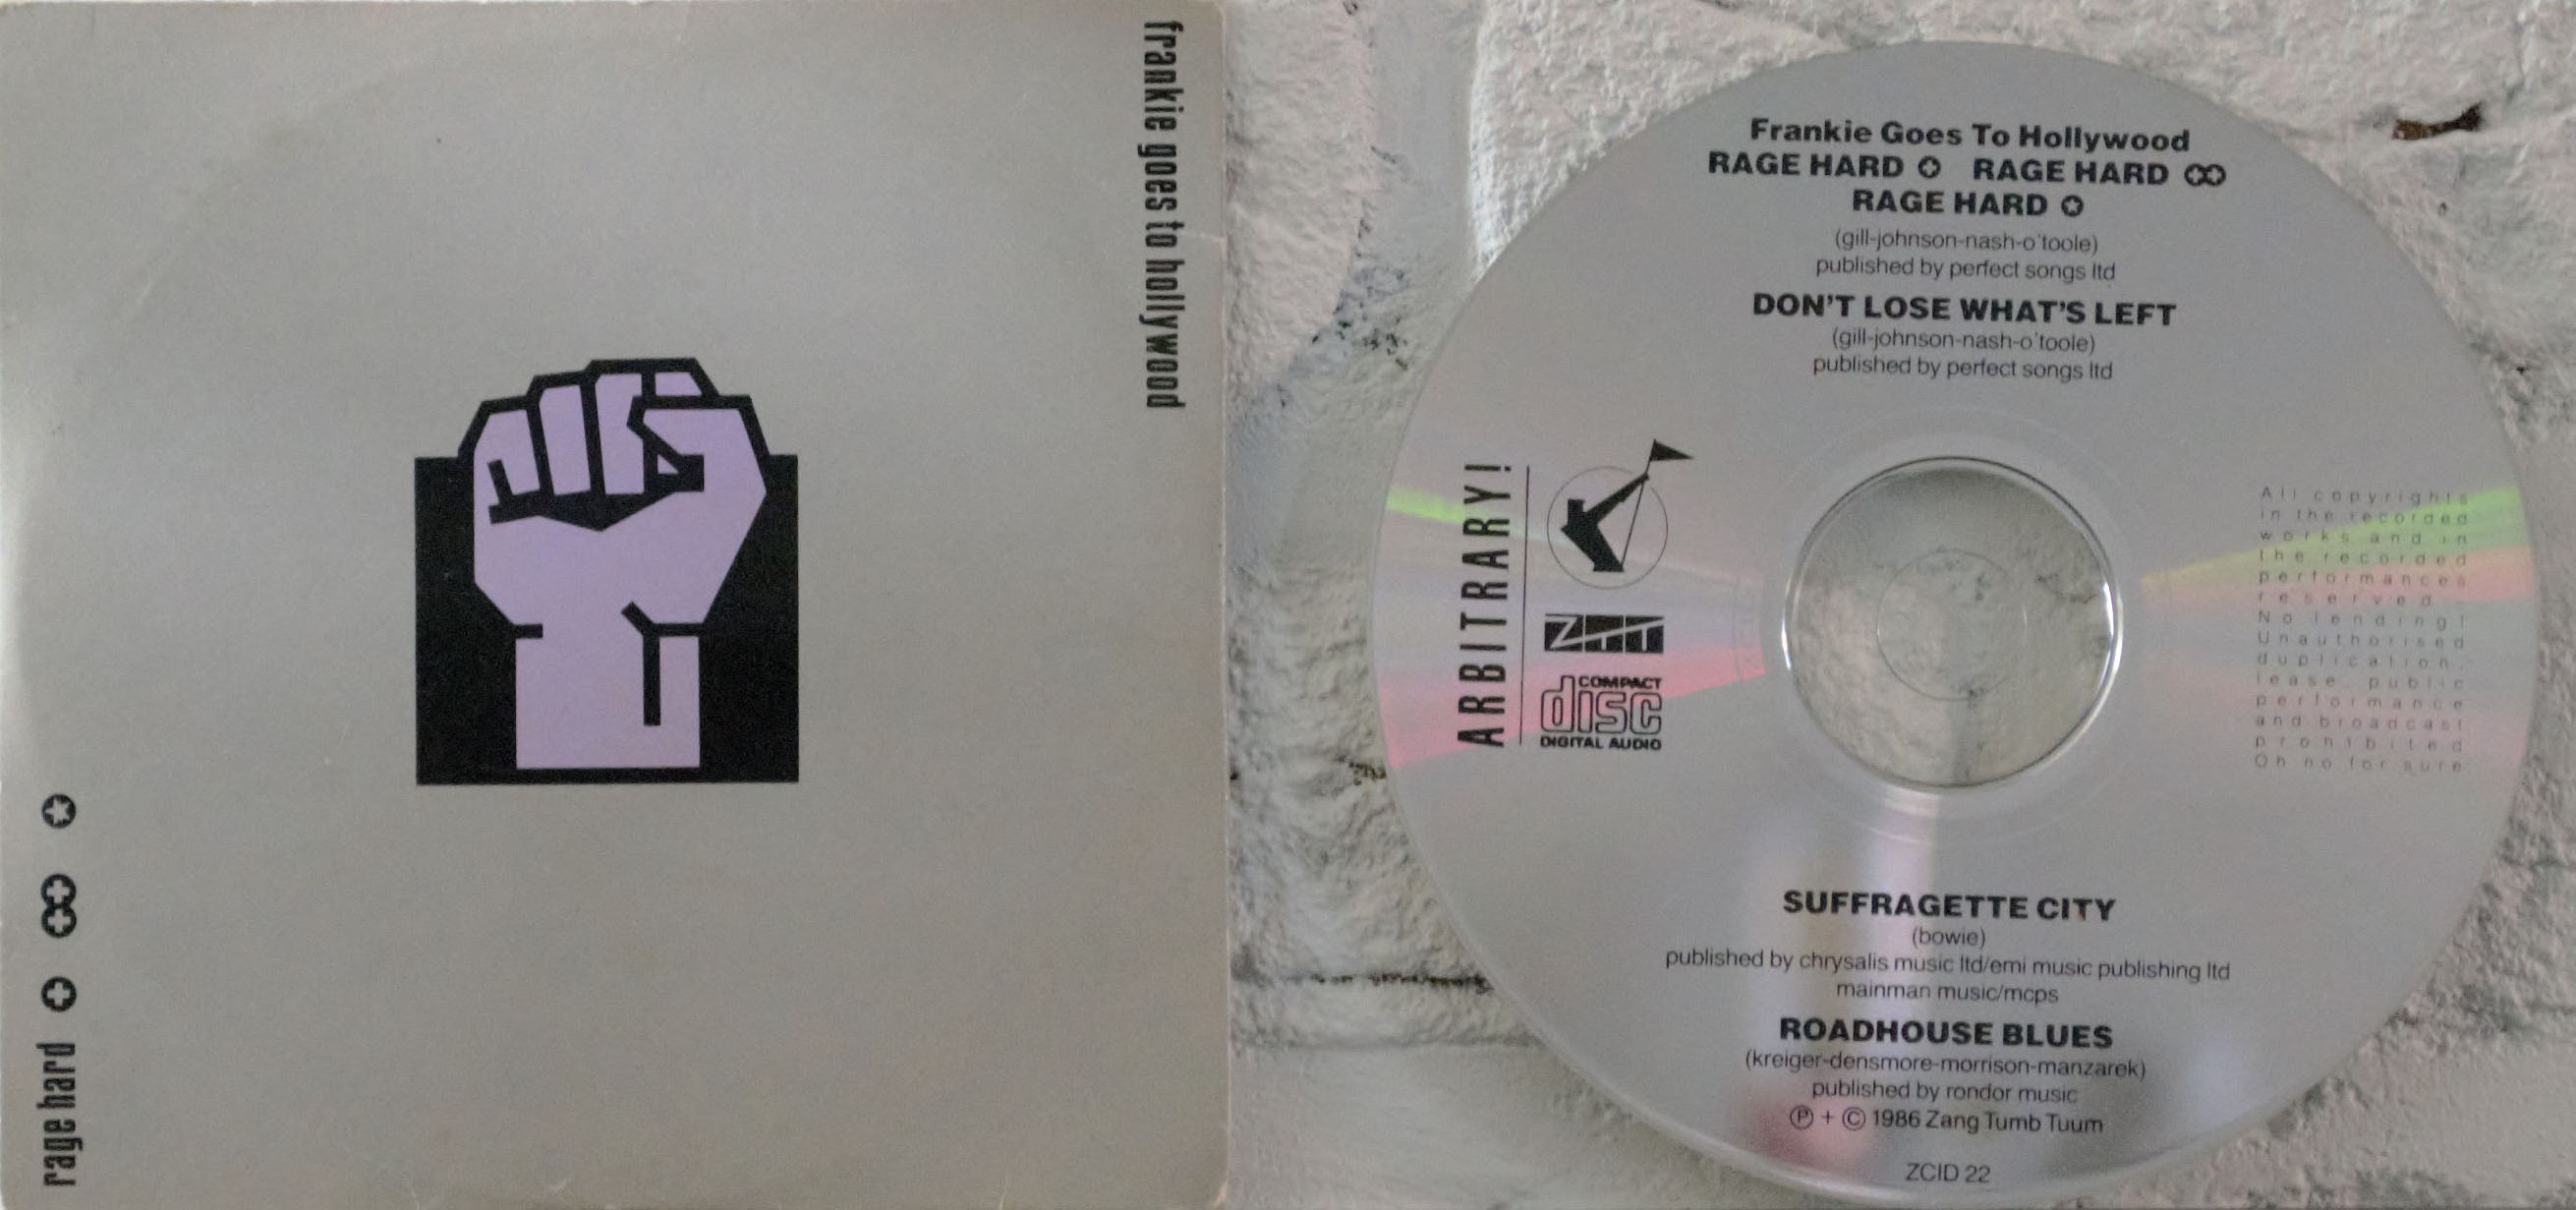 frankie goes to hollywood
rage hard
Frankie Goes To Hollywood
RAGE HARD ✪ RAGE HARD
RAGE HARD ✪
(gill-johnson-nash-o'toole)
published by perfect songs ltd
DON'T LOSE WHAT'S LEFT
(gill-johnson-nash-o'toole)
published by perfect songs ltd
ARBITRARY!
ZTT
COMPACT
disc
DIGITAL AUDIO
All copyrights
in the recorded
works and in
the recorded
performances
reserved.
No lending!
Unauthorised
duplication,
lease, public
performance
and broadcast
prohibited
Oh no for sure
SUFFRAGETTE CITY
(bowie)
published by chrysalis music ltd/emi music publishing ltd
mainman music/mcps
ROADHOUSE BLUES
(kreiger-densmore-morrison-manzarek)
published by rondor music
Ⓟ + © 1986 Zang Tumb Tuum
ZCID 22